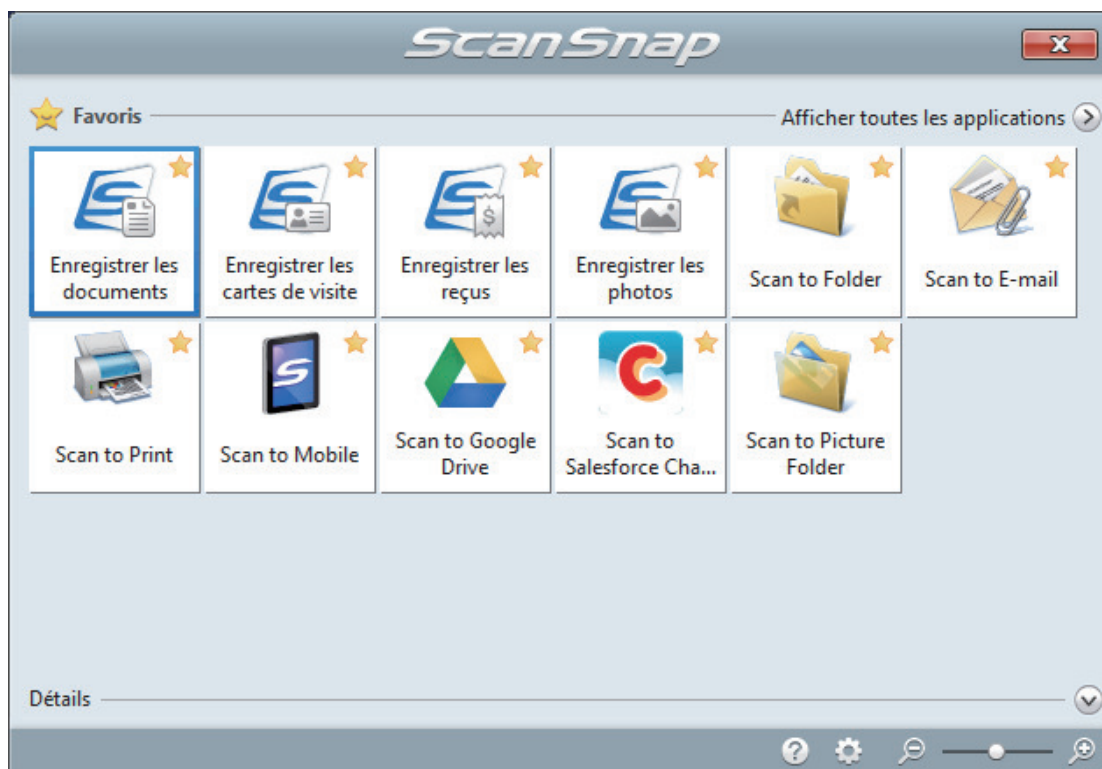 ScanSnap
Favoris
Afficher toutes les applications
Enregistrer les
documents
Enregistrer les
cartes de visite
Enregistrer les
reçus
Enregistrer les
photos
Scan to Folder
Scan to E-mail
Scan to Print
Scan to Mobile
Scan to Google
Drive
Scan to
Salesforce Cha...
Scan to Picture
Folder
Détails